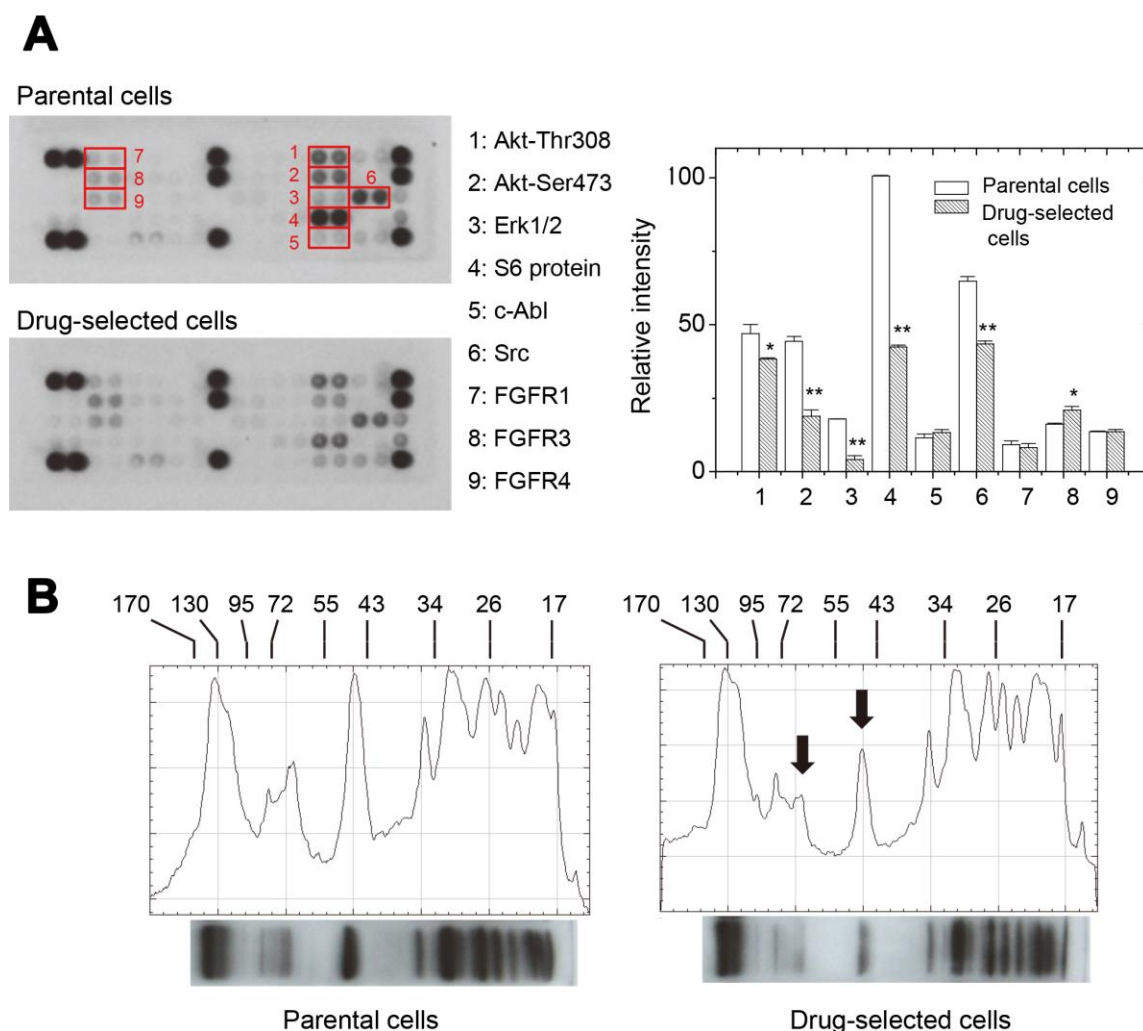 A
Parental cells
7
8
9
1
2
3
4
5
6
Drug-selected cells
1: Akt-Thr308
2: Akt-Ser473
3: Erk1/2
4: S6 protein
5: c-Abl
6: Src
7: FGFR1
8: FGFR3
9: FGFR4
Relative intensity
100
50
0
Parental cells
Drug-selected
cells
*
**
**
**
**
*
1 2 3 4 5 6 7 8 9
B
170 130 95 72 55 43 34 26 17
Parental cells
170 130 95 72 55 43 34 26 17
Drug-selected cells